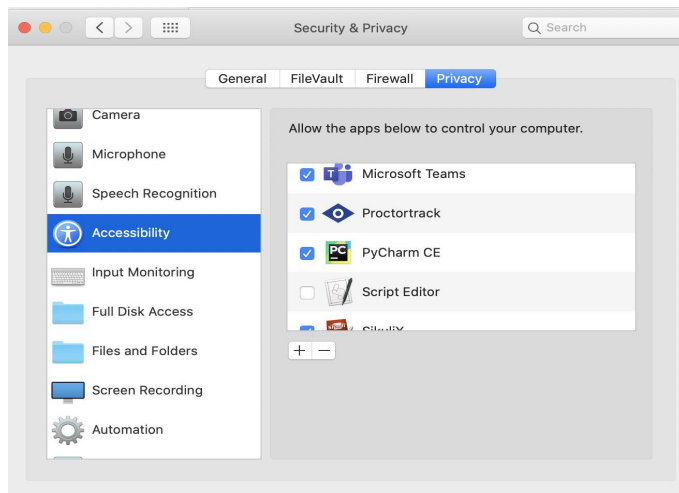 Security & Privacy
Search
General
FileVault
Firewall
Privacy
Camera
Microphone
Speech Recognition
Accessibility
Input Monitoring
Full Disk Access
Files and Folders
Screen Recording
Automation
Allow the apps below to control your computer.
Microsoft Teams
Proctortrack
PC
PyCharm CE
Script Editor
SikuliX
+ −